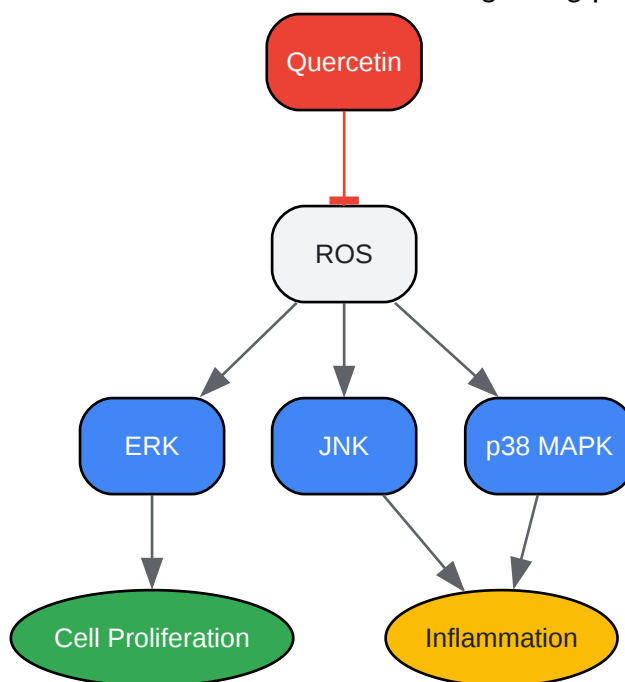 Quercetin
ROS
ERK
JNK
p38 MAPK
Cell Proliferation
Inflammation